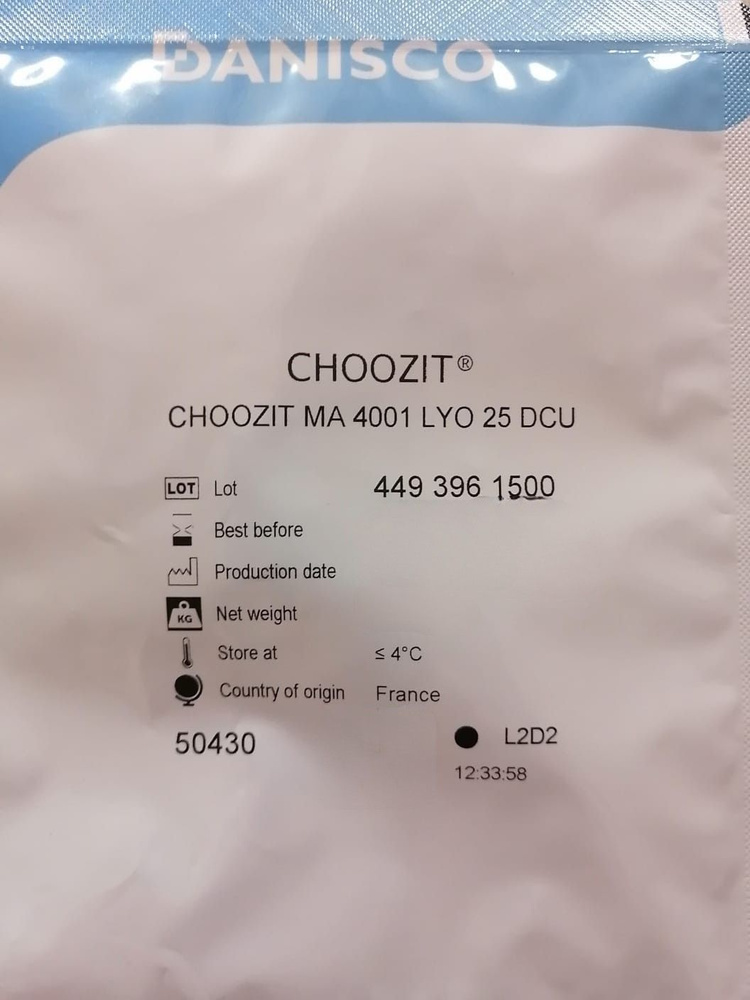 DANISCO
CHOOZIT®
CHOOZIT MA 4001 LYO 25 DCU
LOT Lot 449 396 1500
Best before
Production date
KG Net weight
Store at ≤ 4°C
Country of origin France
50430 L2D2
12:33:58